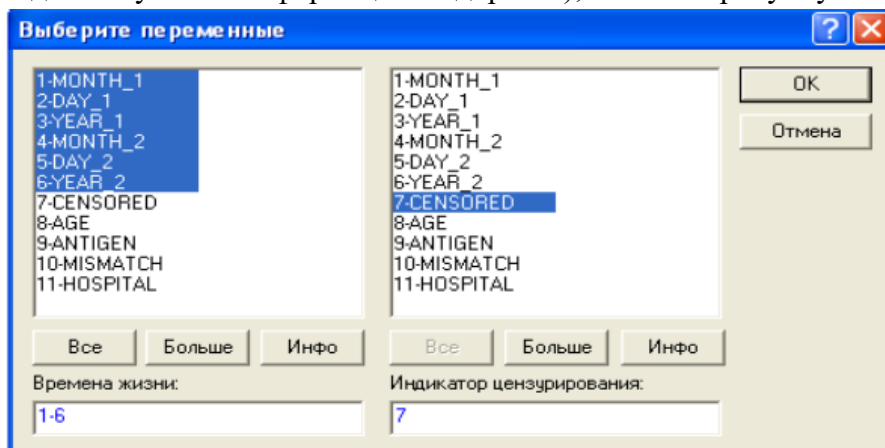 Выберите переменные
1-MONTH_1
2-DAY_1
3-YEAR_1
4-MONTH_2
5-DAY_2
6-YEAR_2
7-CENSORED
8-AGE
9-ANTIGEN
10-MISMATCH
11-HOSPITAL
1-MONTH_1
2-DAY_1
3-YEAR_1
4-MONTH_2
5-DAY_2
6-YEAR_2
7-CENSORED
8-AGE
9-ANTIGEN
10-MISMATCH
11-HOSPITAL
OK
Отмена
Все Больше Инфо
Все Больше Инфо
Времена жизни:
1-6
Индикатор цензурирования:
7